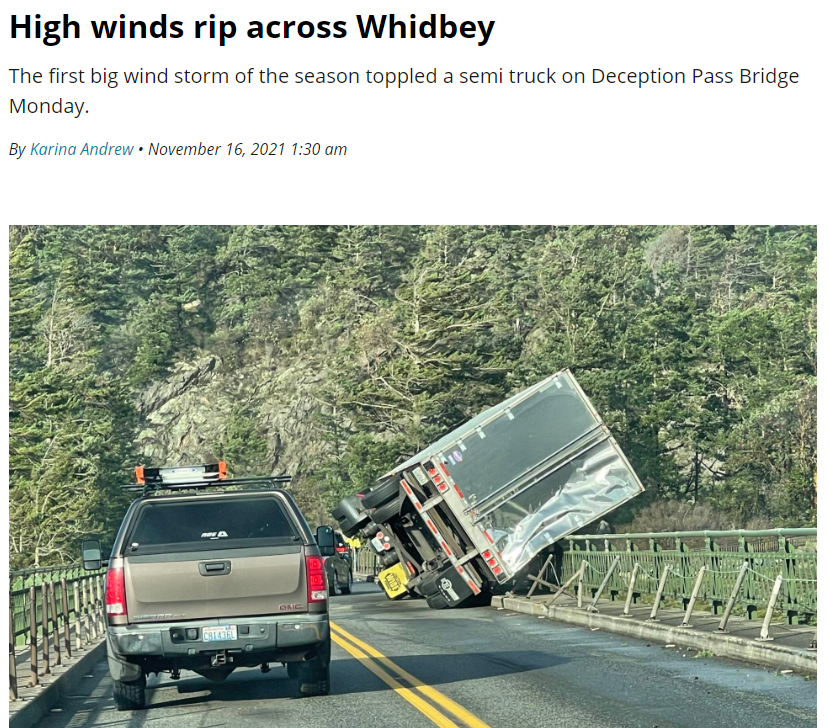 High winds rip across Whidbey
The first big wind storm of the season toppled a semi truck on Deception Pass Bridge
Monday.
By Karina Andrew • November 16, 2021 1:30 am
GMC